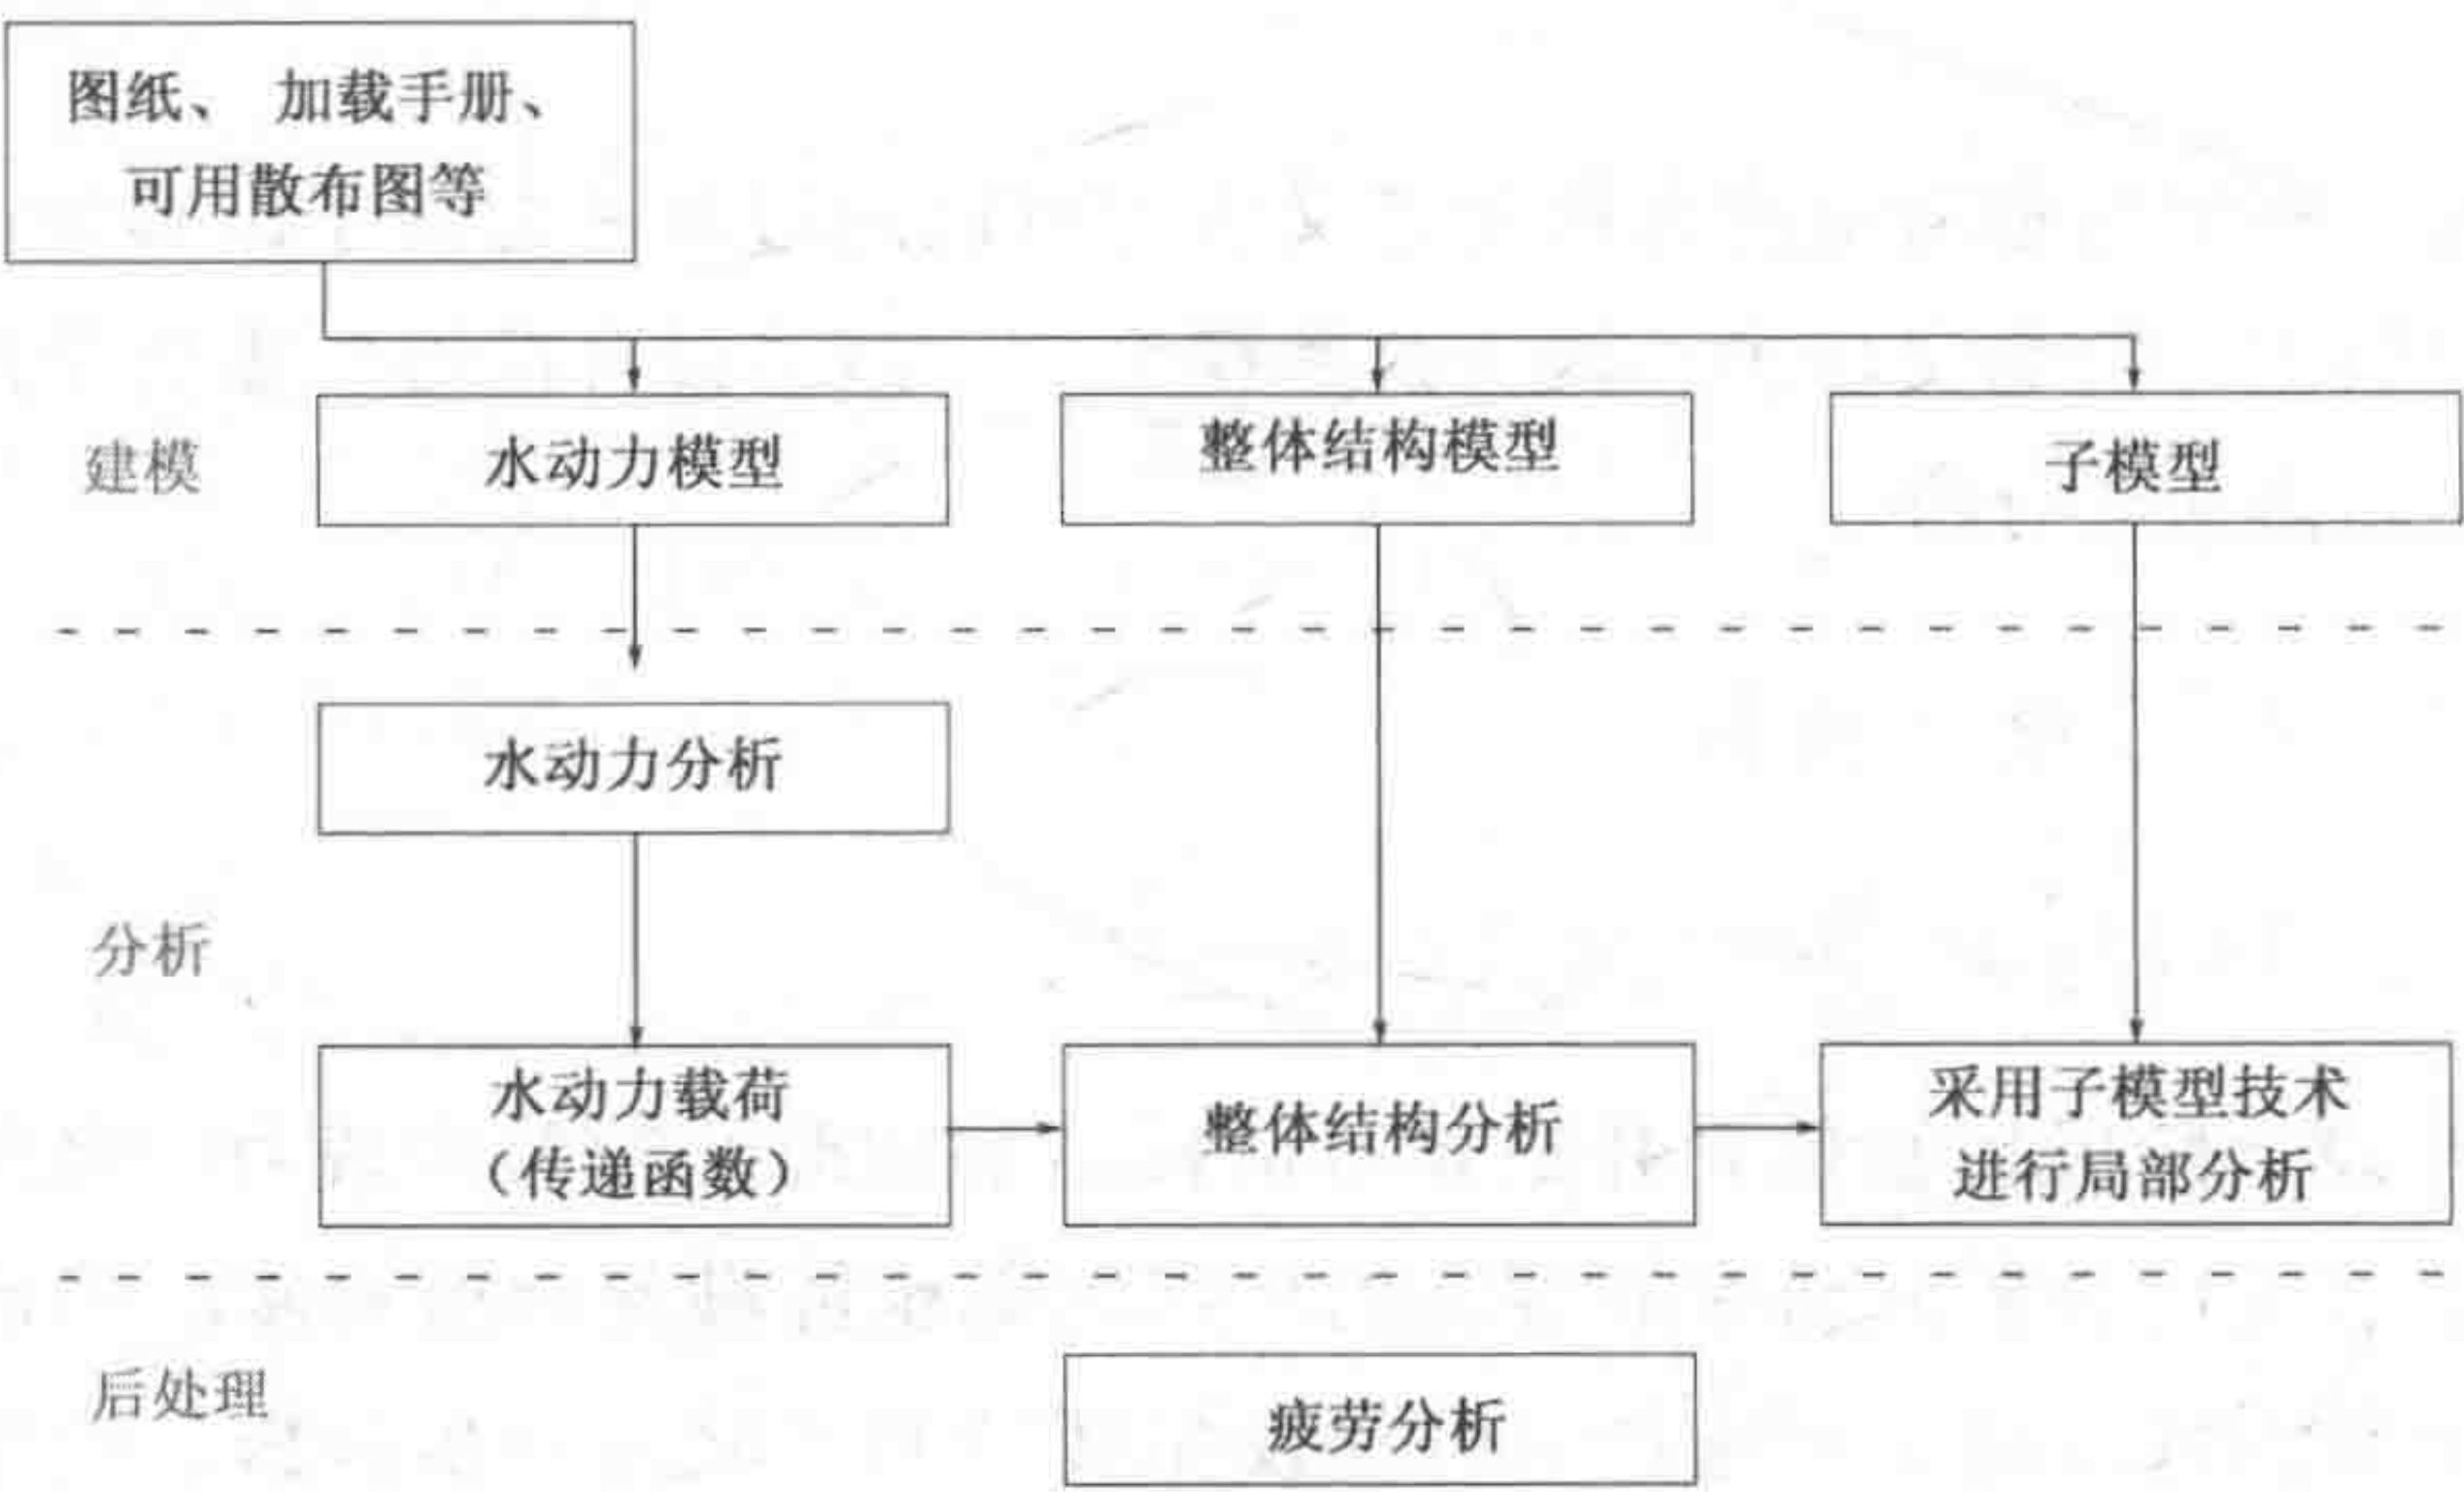 图纸、 加载手册、
可用散布图等
建模
水动力模型
整体结构模型
子模型
水动力分析
分析
水动力载荷
（传递函数）
整体结构分析
采用子模型技术
进行局部分析
后处理
疲劳分析